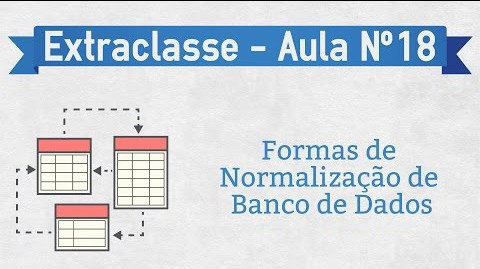 Extraclasse - Aula Nº18
Formas de
Normalização de
Banco de Dados